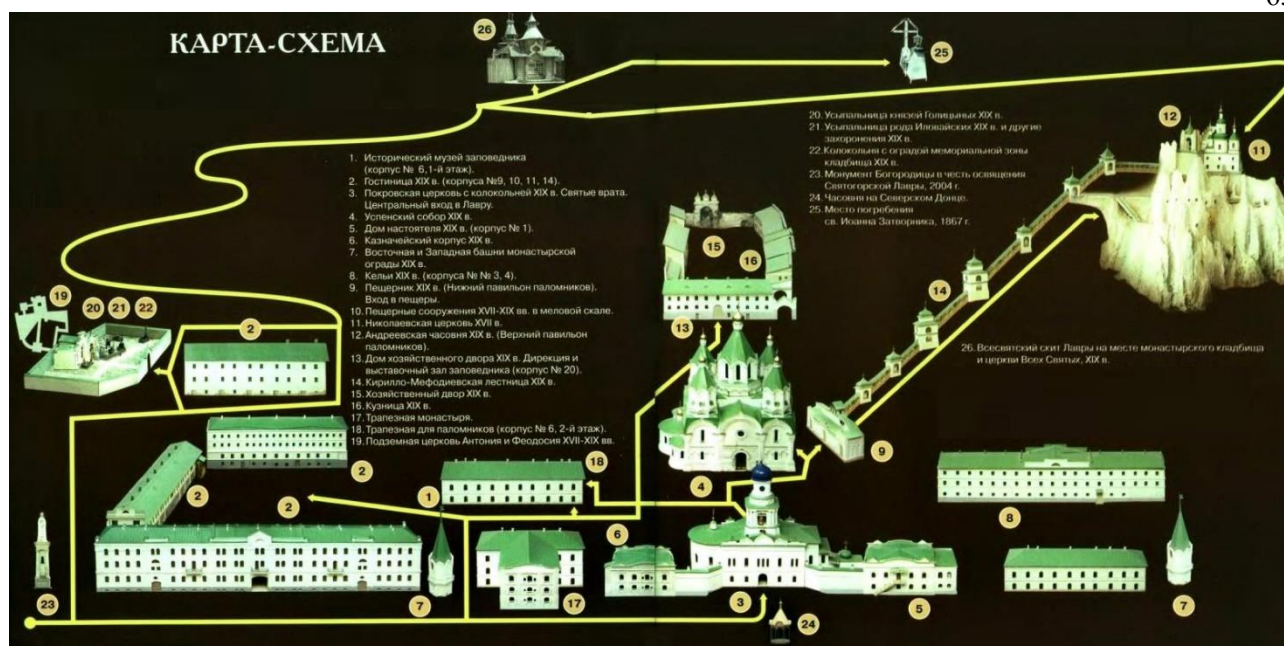 КАРТА-СХЕМА
1. Исторический музей заповедника
(корпус № 6,1-й этаж).
2. Гостиница XIX в. (корпуса №9, 10, 11, 14).
3. Покровская церковь с колокольней XIX в. Святые врата.
Центральный вход в Лавру.
4. Успенский собор XIX в.
5. Дом настоятеля XIX в. (корпус № 1).
6. Казначейский корпус XIX в.
7. Восточная и Западная башни монастырской
ограды XIX в.
8. Кельи XIX в. (корпуса № № 3, 4).
9. Пещерник XIX в. (Нижний павильон паломников).
Вход в пещеры.
10. Пещерные сооружения XVII-XIX вв. в меловой скале.
11. Николаевская церковь XVII в.
12. Андреевская часовня XIX в. (Верхний павильон
паломников).
13. Дом хозяйственного двора XIX в. Дирекция и
выставочный зал заповедника (корпус № 20).
14. Кирилло-Мефодиевская лестница XIX в.
15. Хозяйственный двор XIX в.
16. Кузница XIX в.
17. Трапезная монастыря.
18. Трапезная для паломников (корпус № 6, 2-й этаж).
19. Подземная церковь Антония и Феодосия XVII-XIX вв.
20. Усыпальница князей Голицыных XIX в.
21. Усыпальница рода Иловайских XIX в. и другие
захоронения XIX в.
22. Колокольня с оградой мемориальной зоны
кладбища XIX в.
23. Монумент Богородицы в честь освящения
Святогорской Лавры, 2004 г.
24. Часовня на Северском Донце.
25. Место погребения
св. Иоанна Затворника, 1867 г.
26. Всесвятский скит Лавры на месте монастырского кладбища
и церкви Всех Святых, XIX в.
26
25
12
11
19
20
21
22
2
15
16
14
13
2
18
9
2
1
4
2
8
6
23
7
17
3
5
7
24